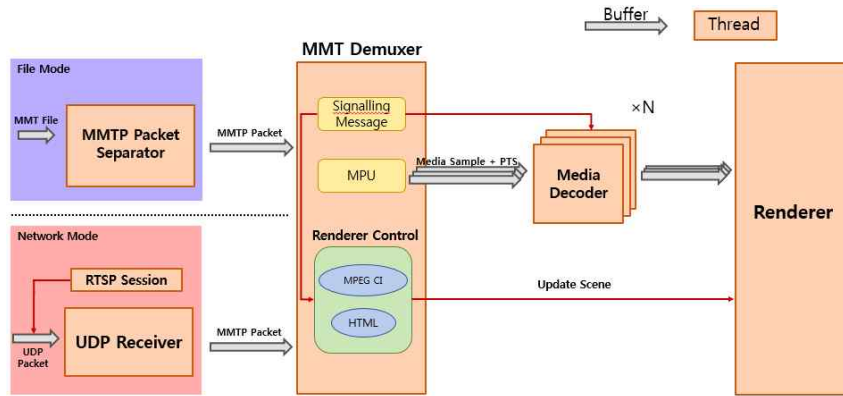 Buffer
Thread
MMT Demuxer
File Mode
MMT File
MMTP Packet
Separator
MMTP Packet
Signalling
Message
×N
MPU
Media Sample + PTS
Media
Decoder
Renderer
Network Mode
RTSP Session
UDP
Packet
UDP Receiver
MMTP Packet
Renderer Control
MPEG CI
HTML
Update Scene